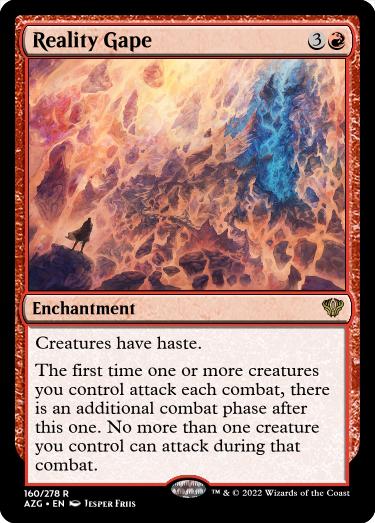 Reality Gape
3
Enchantment
Creatures have haste.
The first time one or more creatures
you control attack each combat, there
is an additional combat phase after
this one. No more than one creature
you control can attack during that
combat.
160/278 R
AZG • EN Jesper Friis
™ & © 2022 Wizards of the Coast